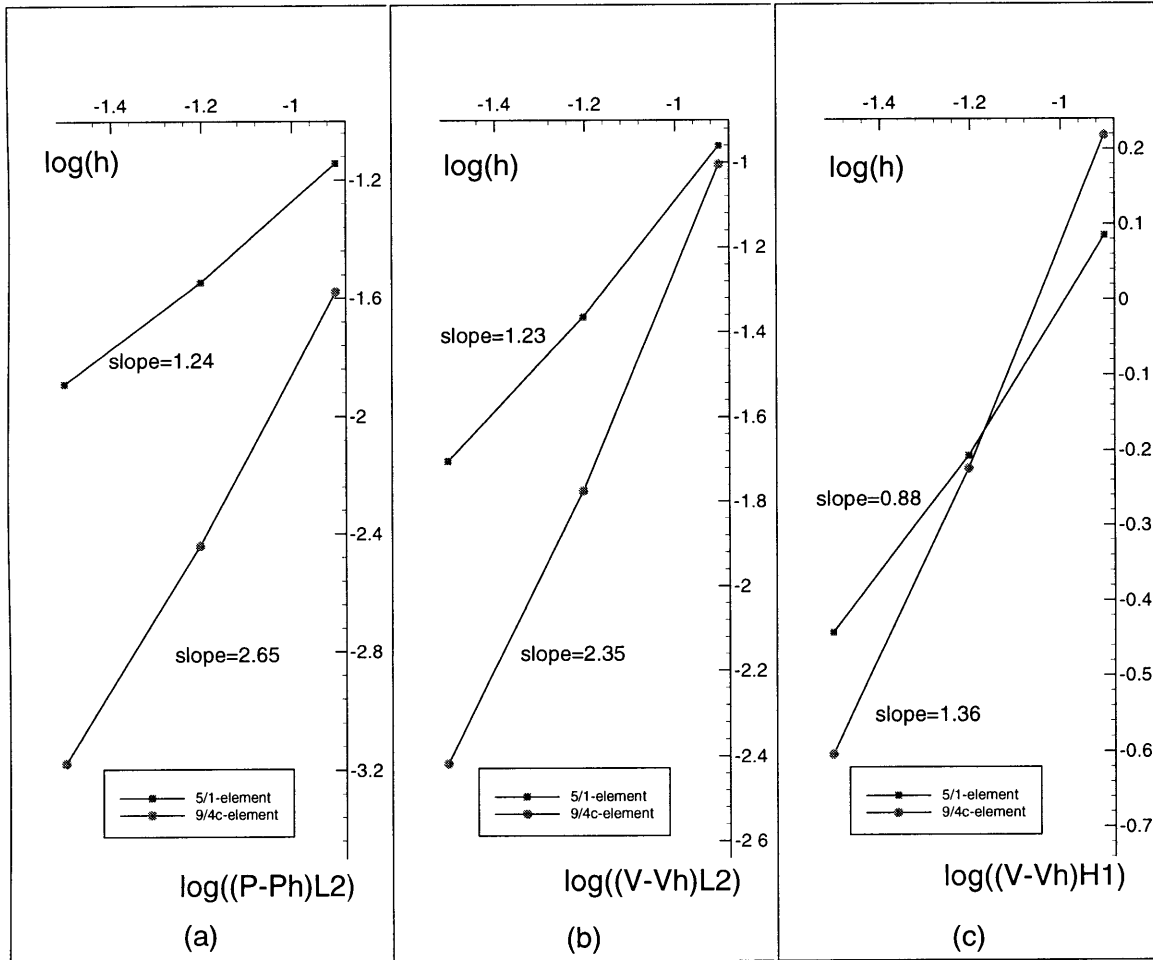 -1.4 -1.2 -1
log(h)
-1.2
-1.6
-2
-2.4
-2.8
-3.2
slope=1.24
slope=2.65
5/1-element
9/4c-element
log((P-Ph)L2)
(a)
-1.4 -1.2 -1
log(h)
-1
-1 2
-1.4
-1.6
-1.8
-2
-2.2
-2.4
-2 6
slope=1.23
slope=2.35
5/1-element
9/4c-element
log((V-Vh)L2)
(b)
-1.4 -1.2 -1
log(h)
0.2
0.1
0
-0.1
-0.2
-0.3
-0.4
-0.5
-0.6
-0.7
slope=0.88
slope=1.36
5/1-element
9/4c-element
log((V-Vh)H1)
(c)